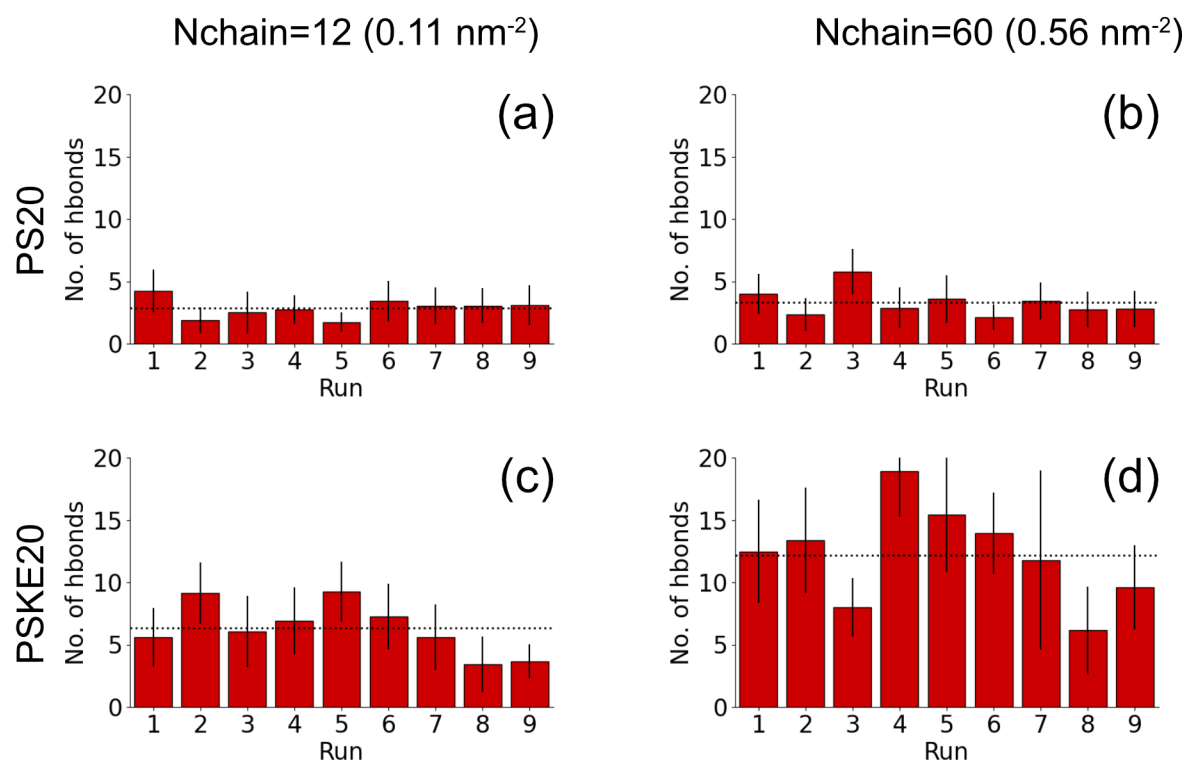 Nchain=12 (0.11 nm⁻²)
Nchain=60 (0.56 nm⁻²)
PS20
No. of hbonds
20
15
10
5
0
(a)
1 2 3 4 5 6 7 8 9
Run
No. of hbonds
20
15
10
5
0
(b)
1 2 3 4 5 6 7 8 9
Run
PSKE20
No. of hbonds
20
15
10
5
0
(c)
1 2 3 4 5 6 7 8 9
Run
No. of hbonds
20
15
10
5
0
(d)
1 2 3 4 5 6 7 8 9
Run